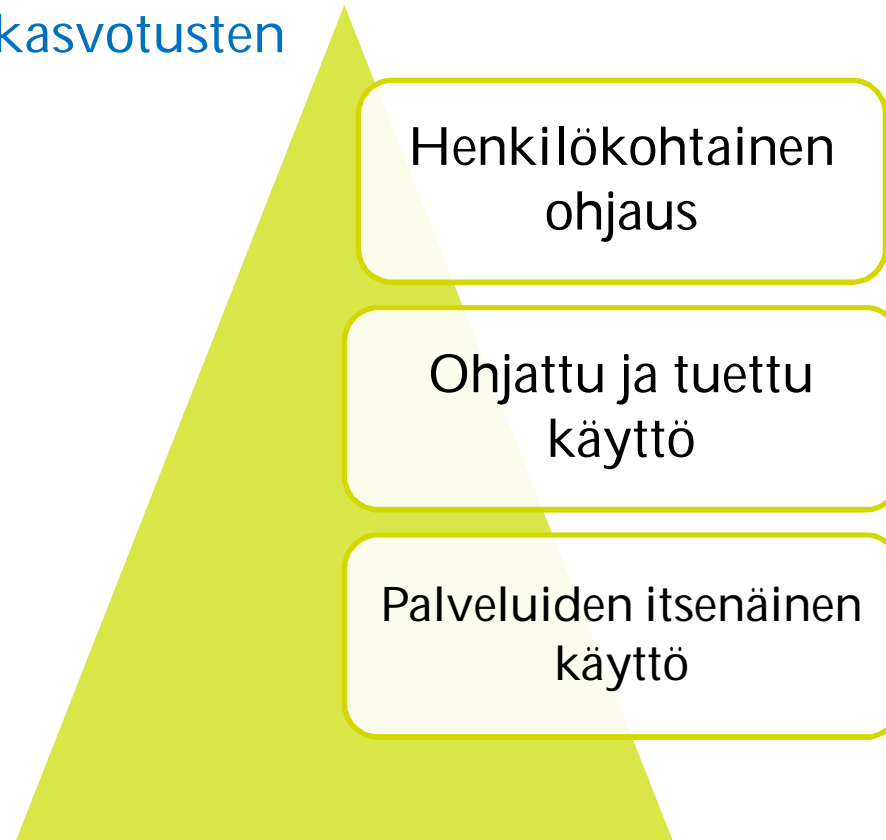 kasvotusten
Henkilökohtainen
ohjaus
Ohjattu ja tuettu
käyttö
Palveluiden itsenäinen
käyttö